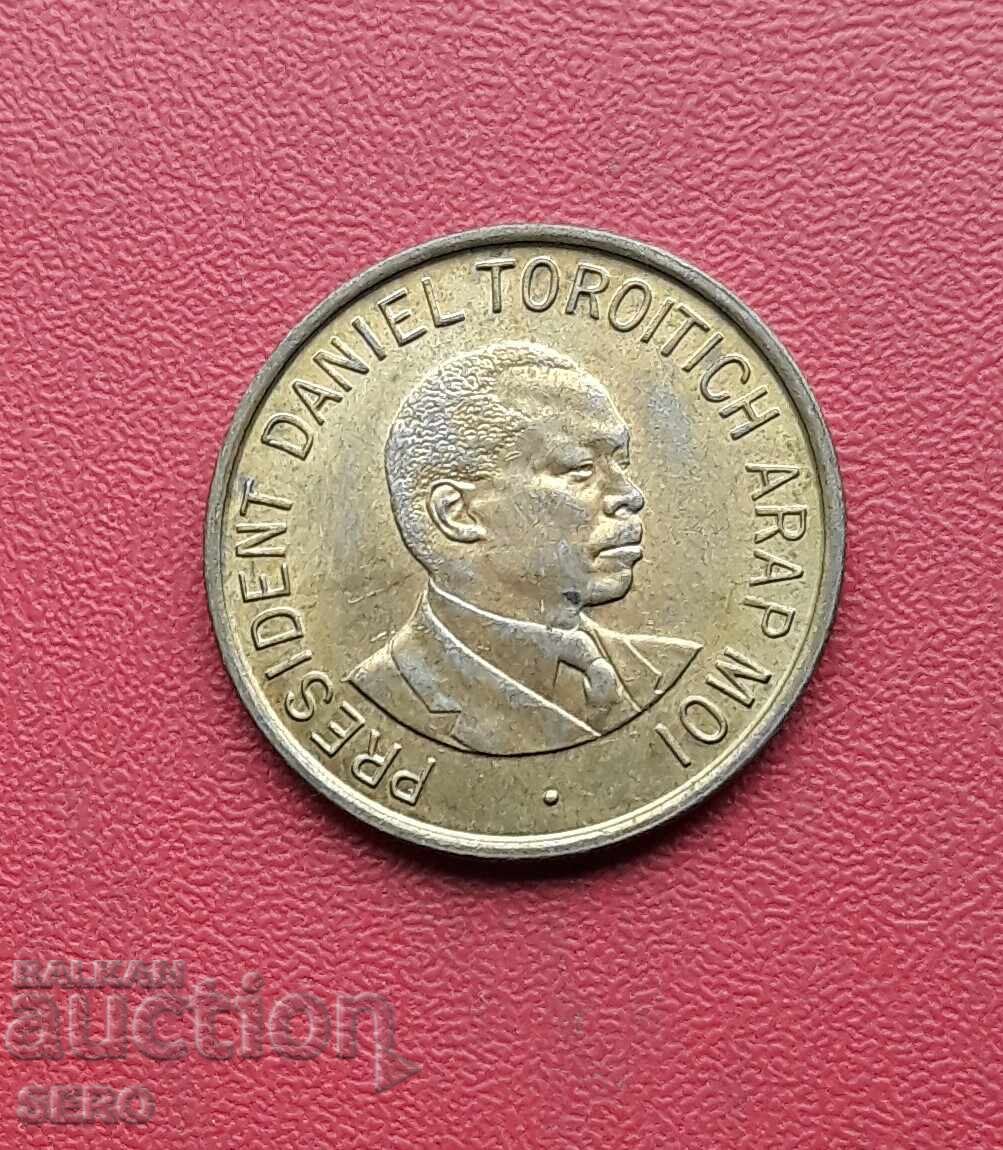 PRESIDENT DANIEL TOROITICH ARAP MOI
BALKAN
auction
SERO